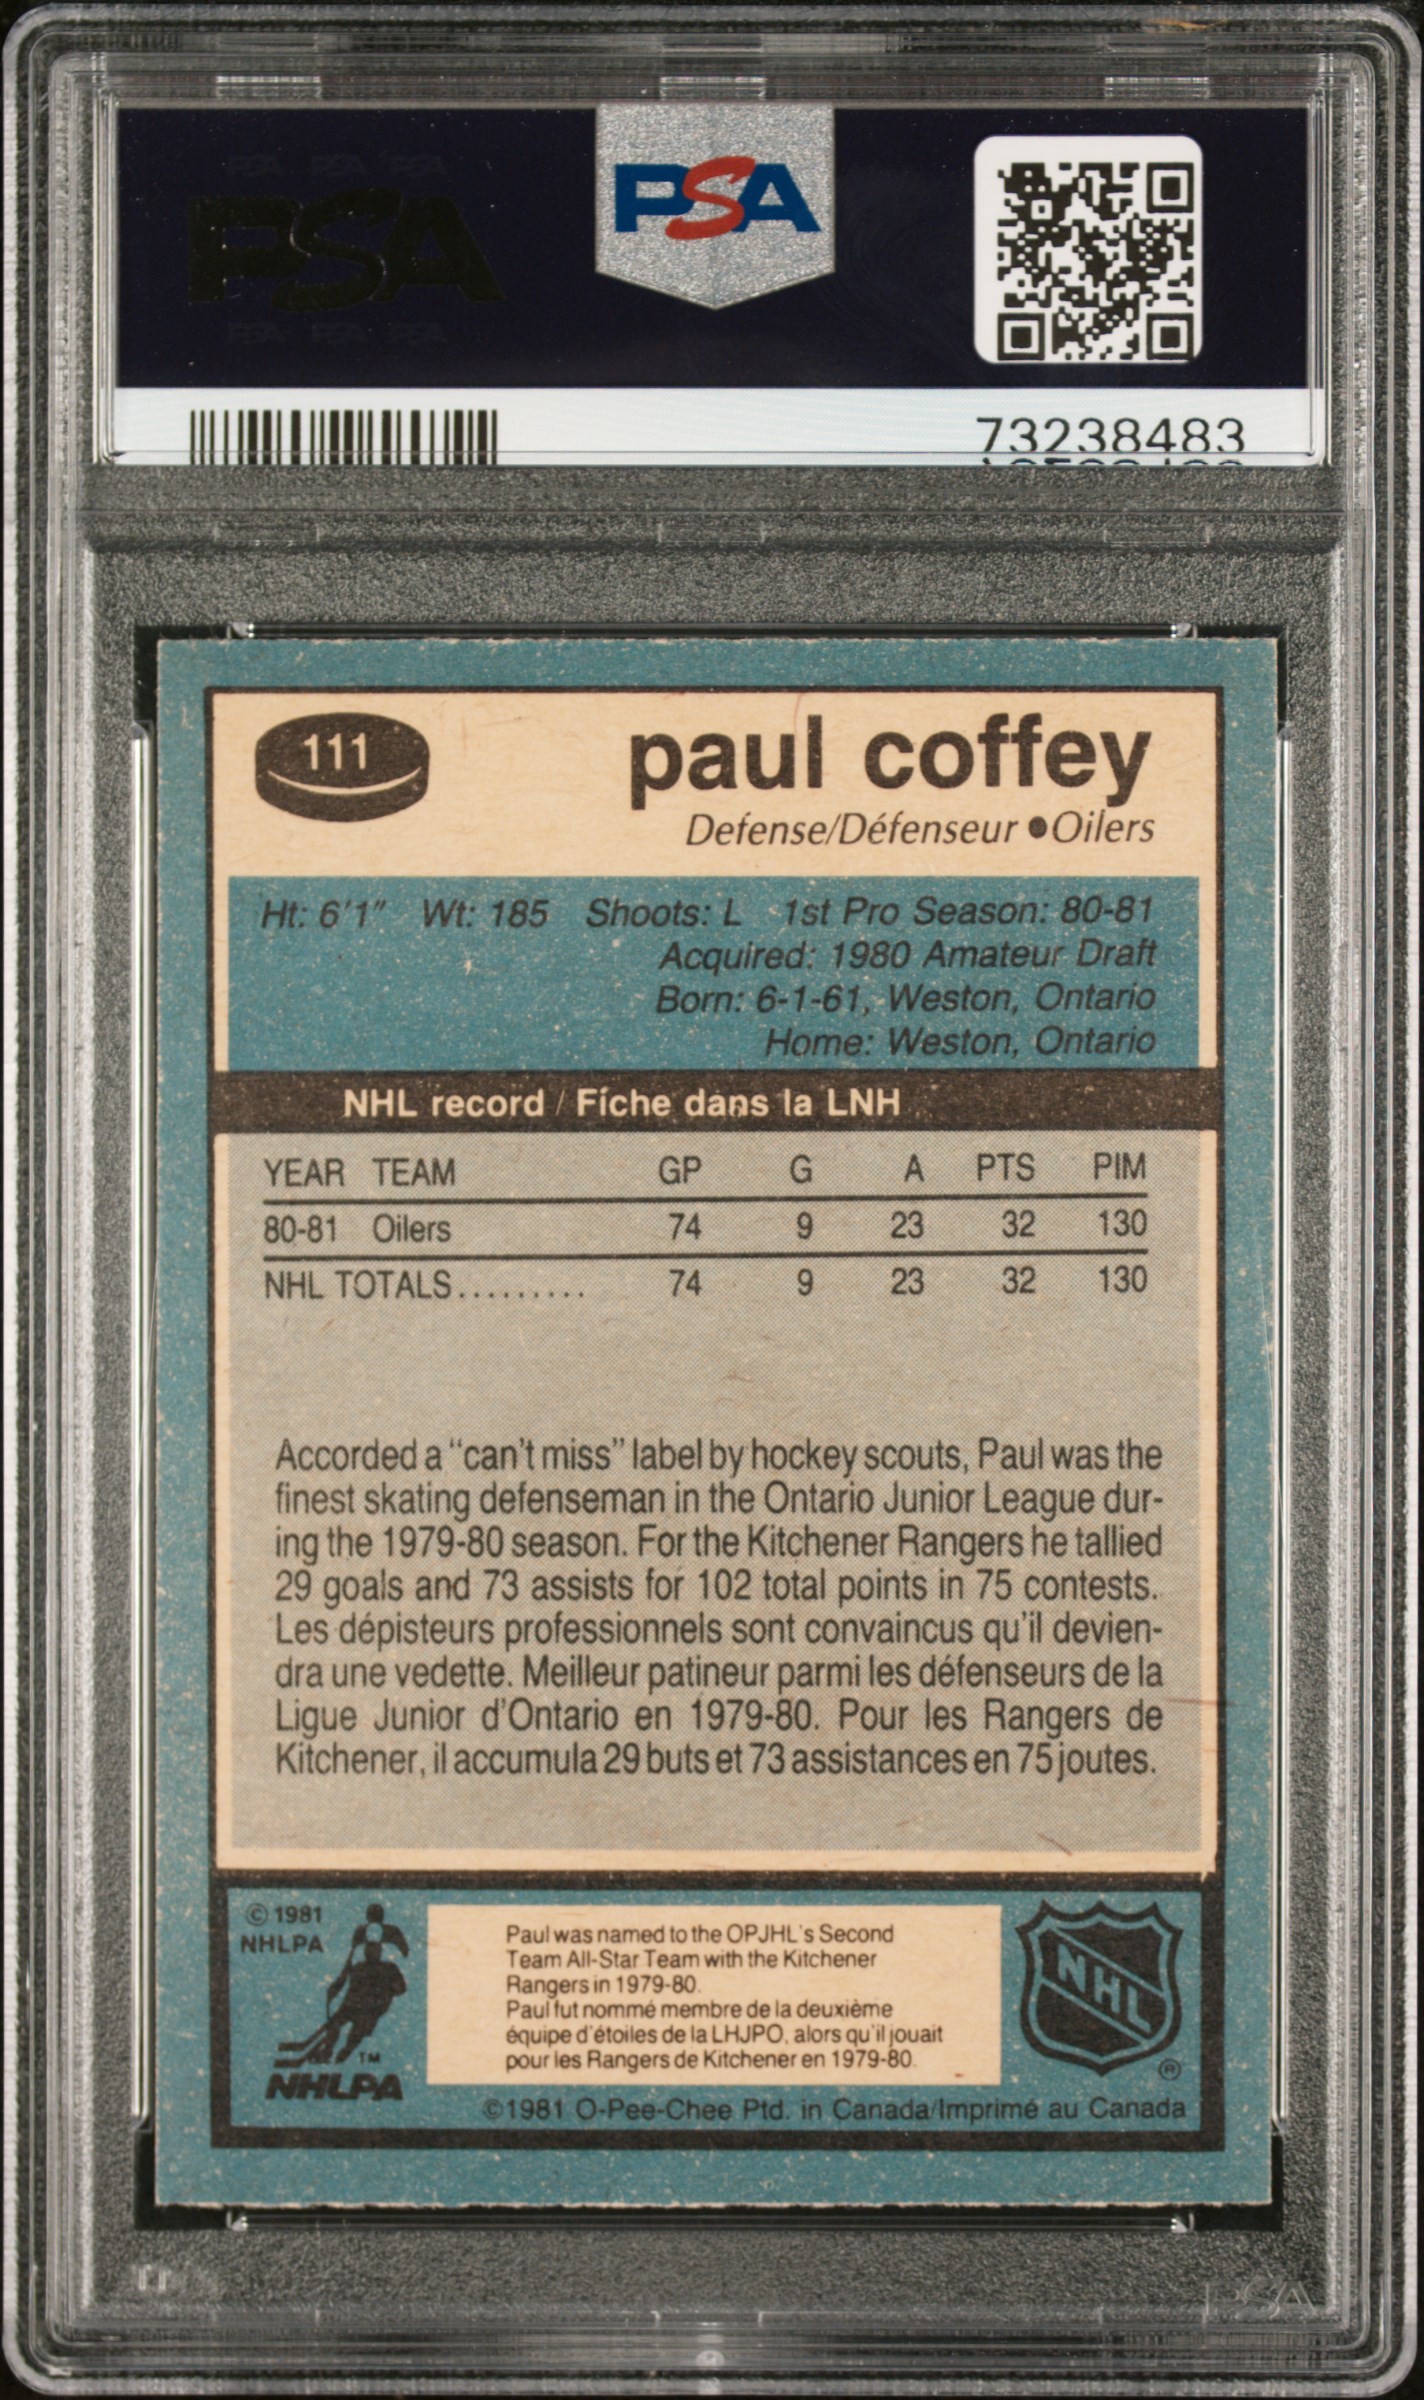 PSA PSA PSA
PSA
PSA PSA PSA
PSA
73238483
111
paul coffey
Defense/Défenseur ●Oilers
Ht: 6'1" Wt: 185 Shoots: L 1st Pro Season: 80-81
Acquired: 1980 Amateur Draft
Born: 6-1-61, Weston, Ontario
Home: Weston, Ontario
NHL record / Fiche dans la LNH
YEAR TEAM GP G A PTS PIM
80-81 Oilers 74 9 23 32 130
NHL TOTALS......... 74 9 23 32 130
Accorded a "can't miss" label by hockey scouts, Paul was the
finest skating defenseman in the Ontario Junior League dur-
ing the 1979-80 season. For the Kitchener Rangers he tallied
29 goals and 73 assists for 102 total points in 75 contests.
Les dépisteurs professionnels sont convaincus qu'il devien-
dra une vedette. Meilleur patineur parmi les défenseurs de la
Ligue Junior d'Ontario en 1979-80. Pour les Rangers de
Kitchener, il accumula 29 buts et 73 assistances en 75 joutes.
© 1981
NHLPA
TM
NHLPA
Paul was named to the OPJHL's Second
Team All-Star Team with the Kitchener
Rangers in 1979-80.
Paul fut nommé membre de la deuxième
équipe d'étoiles de la LHJPO, alors qu'il jouait
pour les Rangers de Kitchener en 1979-80.
NHL
®
©1981 O-Pee-Chee Ptd. in Canada/Imprimé au Canada
PSA